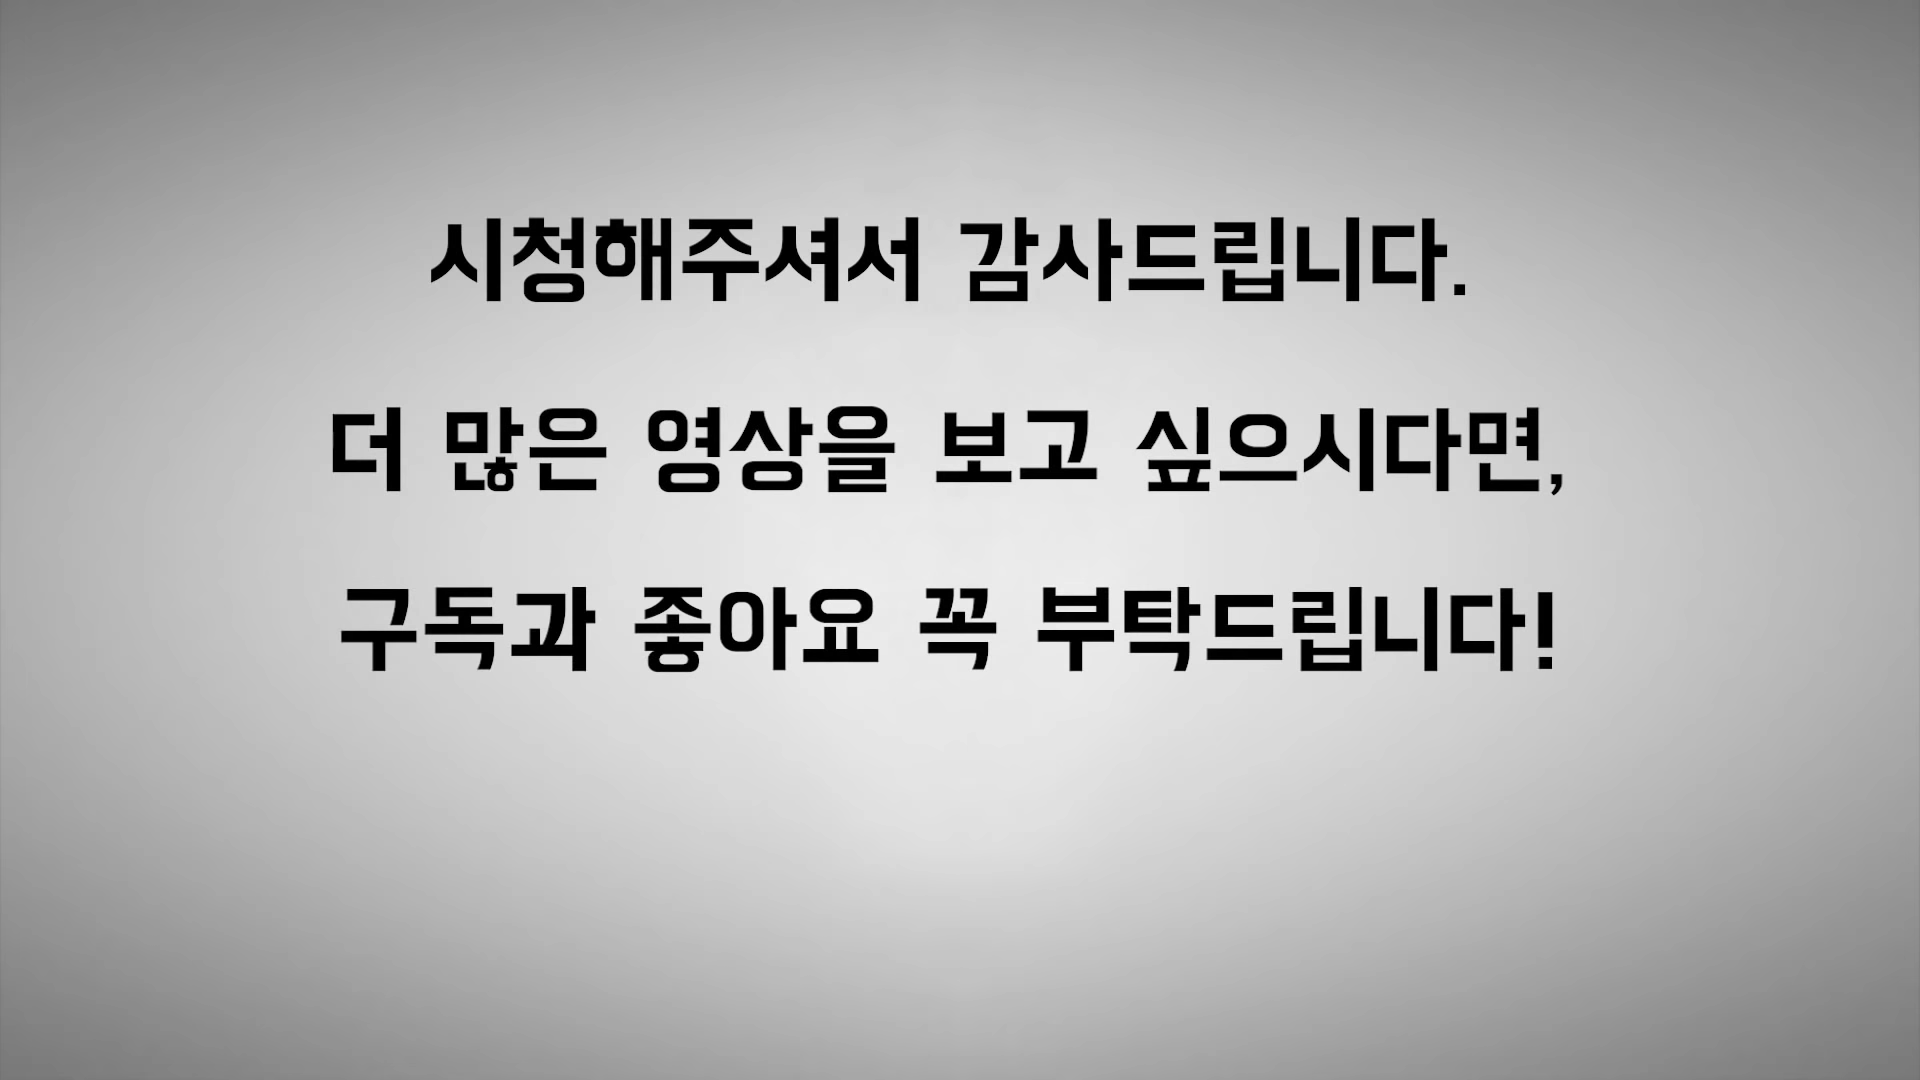 시청해주셔서 감사드립니다.
더 많은 영상을 보고 싶으시다면,
구독과 좋아요 꼭 부탁드립니다!